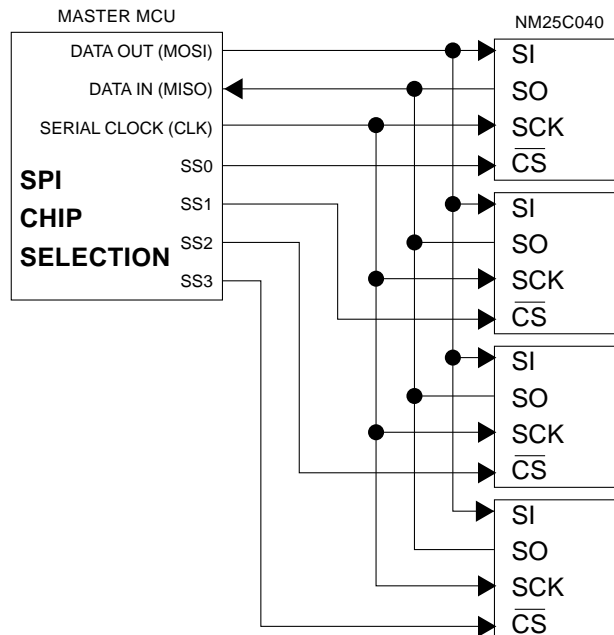 MASTER MCU
DATA OUT (MOSI)
DATA IN (MISO)
SERIAL CLOCK (CLK)
SS0
SPI
SS1
CHIP
SS2
SELECTION
SS3
NM25C040
SI
SO
SCK
CS
SI
SO
SCK
CS
SI
SO
SCK
CS
SI
SO
SCK
CS